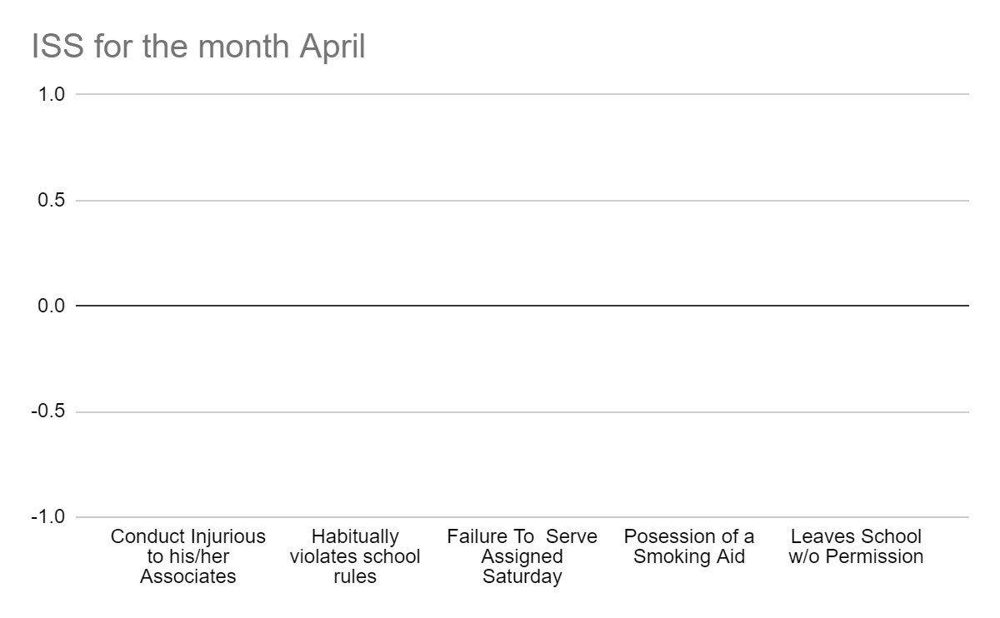 ISS for the month April
1.0
0.5
0.0
-0.5
-1.0
Conduct Injurious
to his/her
Associates
Habitually
violates school
rules
Failure To  Serve
Assigned
Saturday
Posession of a
Smoking Aid
Leaves School
w/o Permission